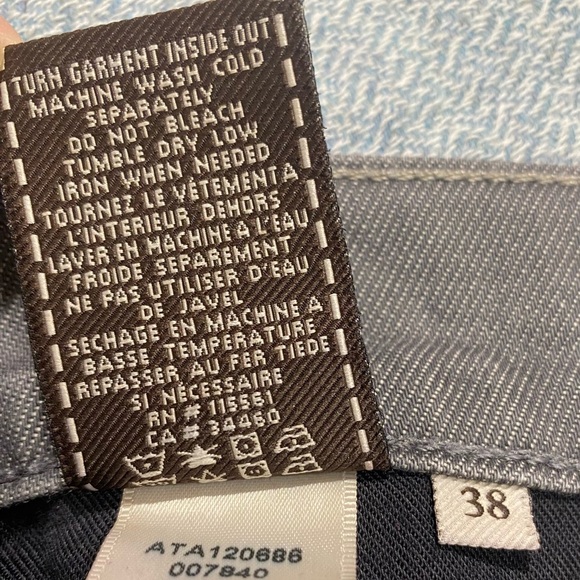 TURN GARMENT INSIDE OUT
MACHINE WASH COLD
SEPARATELY
DO NOT BLEACH
TUMBLE DRY LOW
IRON WHEN NEEDED
TOURNEZ LE VÊTEMENT A
L'INTERIEUR DEHORS
LAVER EN MACHINE A L'EAU
FROIDE SEPAREMENT
NE PAS UTILISER D'EAU
DE JAVEL
SECHAGE EN MACHINE A
BASSE TEMPERATURE
REPASSER AU FER TIEDE
SI NÉCESSAIRE
RN # 115561
CA # 34460
38
ATA120686
007840